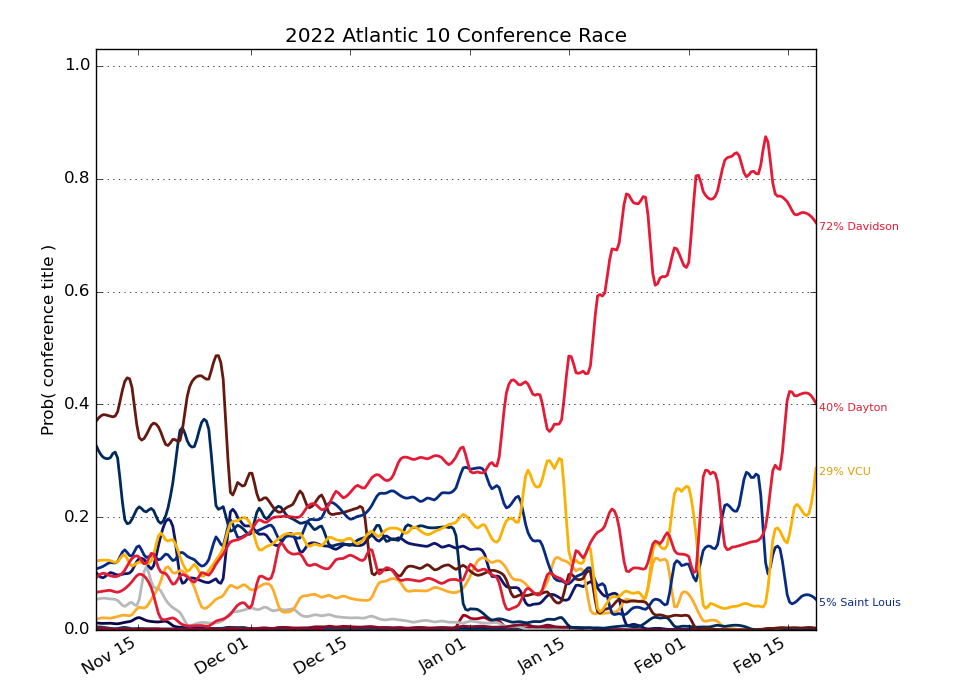 2022 Atlantic 10 Conference Race
Prob( conference title )
1.0
0.8
0.6
0.4
0.2
0.0
72% Davidson
40% Dayton
29% VCU
5% Saint Louis
Nov 15
Dec 01
Dec 15
Jan 01
Jan 15
Feb 01
Feb 15